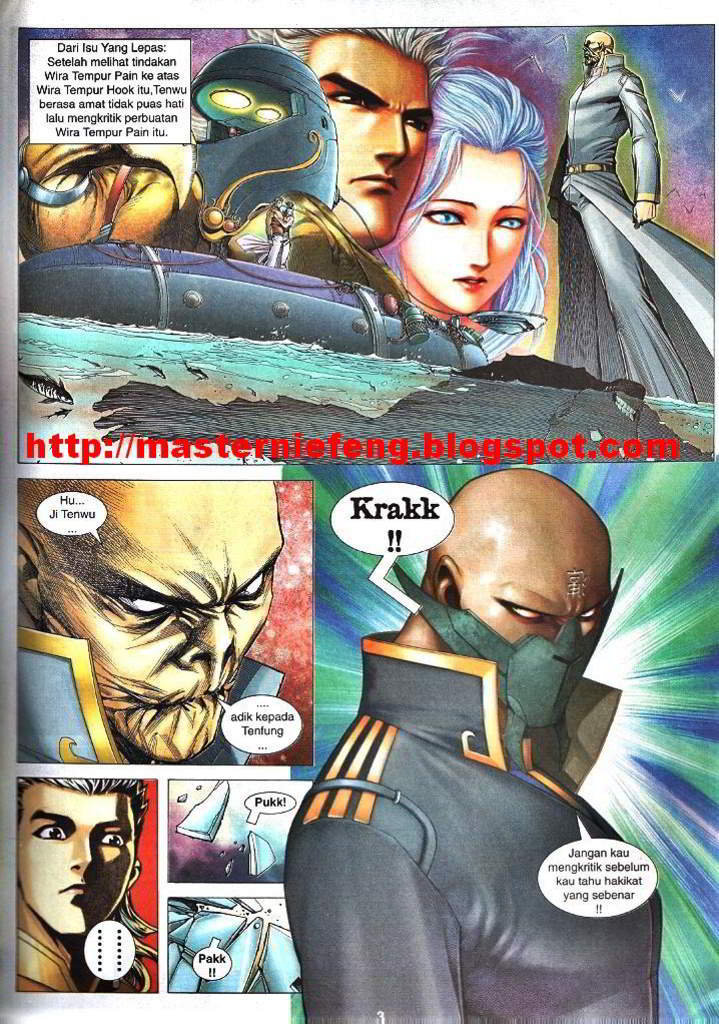 Dari Isu Yang Lepas:
Setelah melihat tindakan
Wira Tempur Pain ke atas
Wira Tempur Hook itu,Tenwu
berasa amat tidak puas hati
lalu mengkritik perbuatan
Wira Tempur Pain itu.
http://masterniefeng.blogspot.com
Hu...
Ji Tenwu
...
Krakk
!!
....
adik kepada
Tenfung
...
Pukk!
Jangan kau
mengkritik sebelum
kau tahu hakikat
yang sebenar
!!
Pakk
!!
3